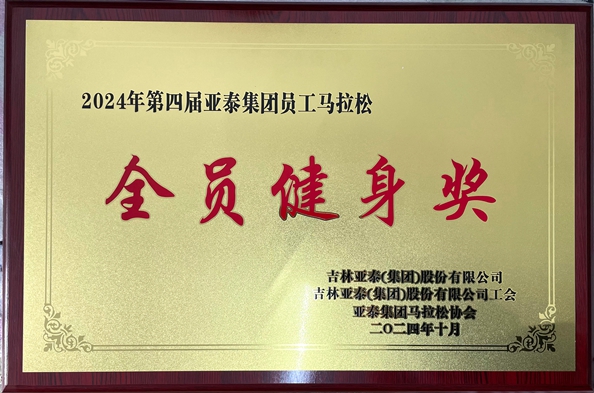 2024年第四届亚泰集团员工马拉松
全员健身奖
吉林亚泰(集团)股份有限公司
吉林亚泰(集团)股份有限公司工会
亚泰集团马拉松协会
二〇二四年十月